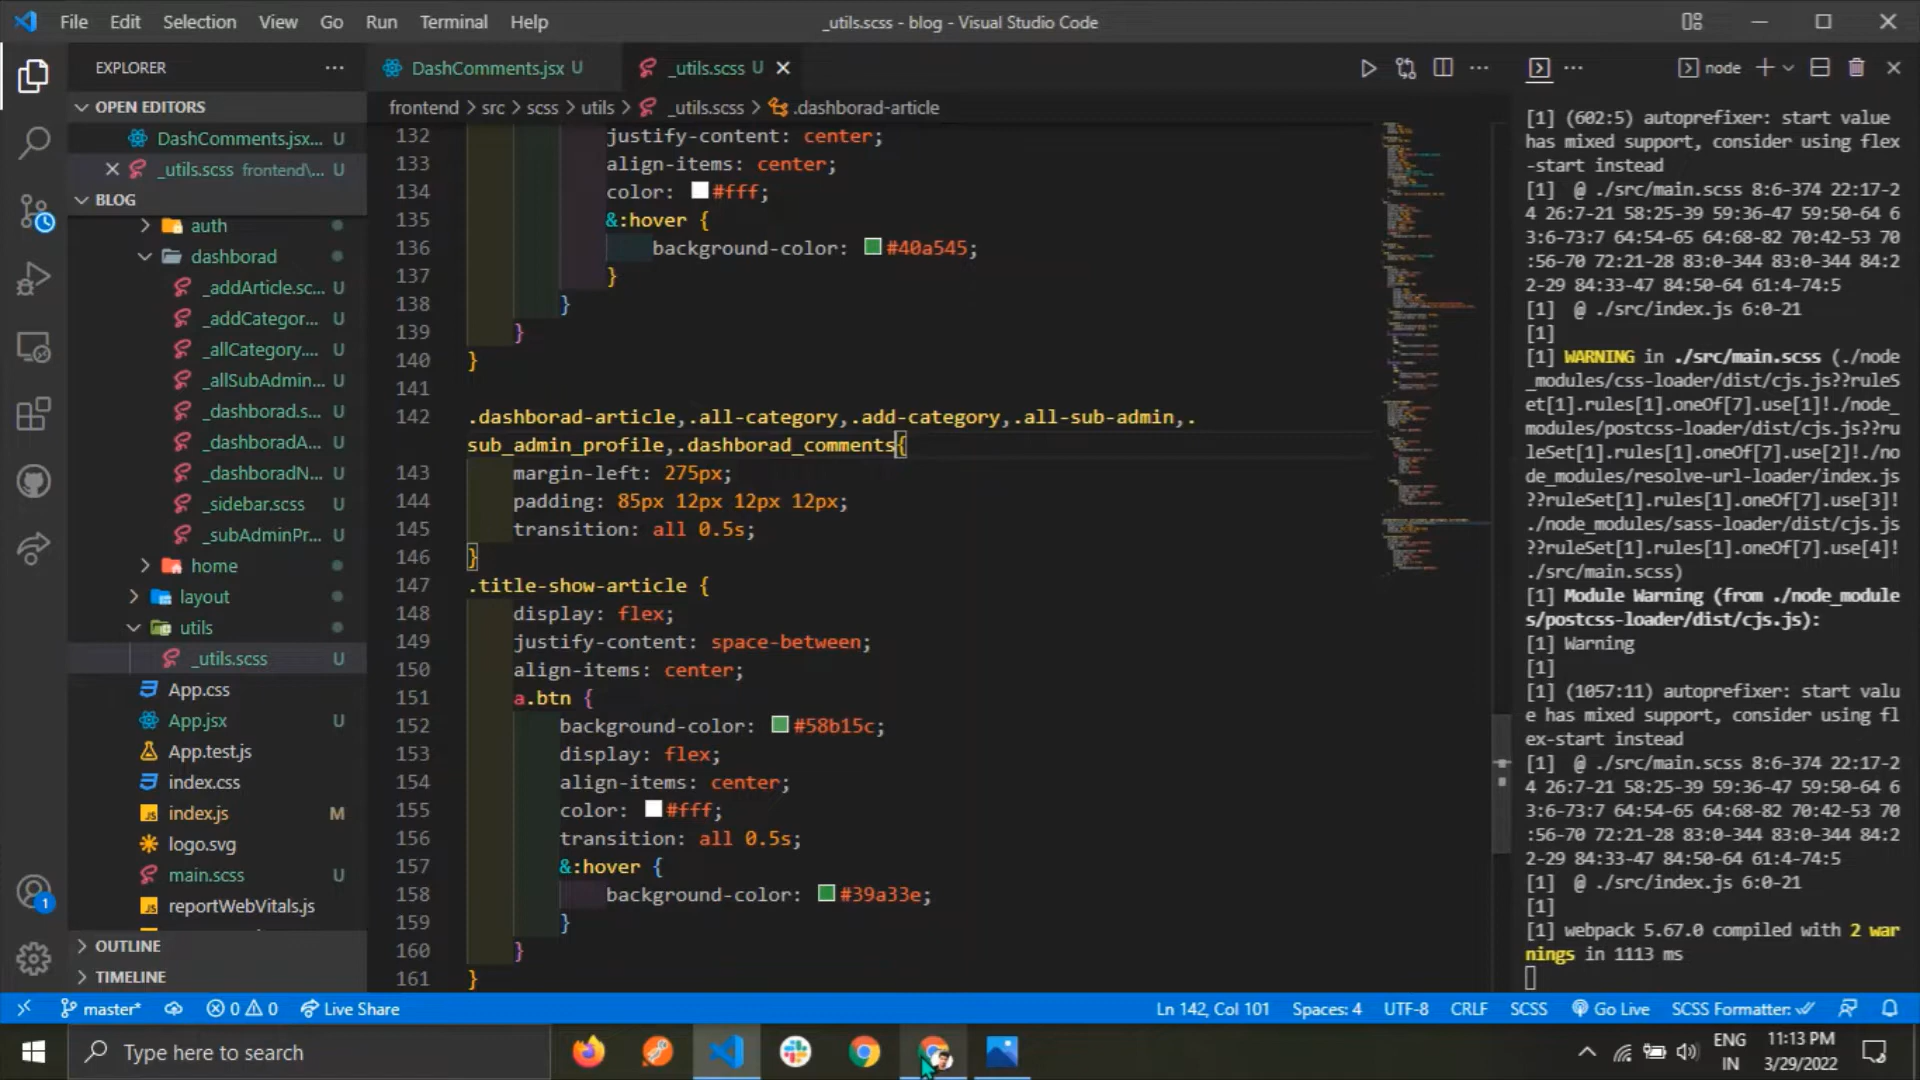 File Edit Selection View Go Run Terminal Help
_utils.scss - blog - Visual Studio Code
EXPLORER
OPEN EDITORS
DashComments.jsx... U
_utils.scss frontend\... U
BLOG
auth
dashborad
_addArticle.sc... U
_addCategor... U
_allCategory.... U
_allSubAdmin... U
_dashborad.s... U
_dashboradA... U
_dashboradN... U
_sidebar.scss U
_subAdminPr... U
home
layout
utils
_utils.scss U
App.css
App.jsx U
App.test.js
index.css
index.js M
logo.svg
main.scss U
reportWebVitals.js
OUTLINE
TIMELINE
DashComments.jsx U
_utils.scss U
frontend > src > scss > utils > _utils.scss > .dashborad-article
132 justify-content: center;
133 align-items: center;
134 color: #fff;
135 &:hover {
136 background-color: #40a545;
137 }
138 }
139 }
140 }
141
142 .dashborad-article,.all-category,.add-category,.all-sub-admin,.
sub_admin_profile,.dashborad_comments{
143 margin-left: 275px;
144 padding: 85px 12px 12px 12px;
145 transition: all 0.5s;
146 }
147 .title-show-article {
148 display: flex;
149 justify-content: space-between;
150 align-items: center;
151 a.btn {
152 background-color: #58b15c;
153 display: flex;
154 align-items: center;
155 color: #fff;
156 transition: all 0.5s;
157 &:hover {
158 background-color: #39a33e;
159 }
160 }
161 }
node
[1] (602:5) autoprefixer: start value
has mixed support, consider using flex
-start instead
[1]  @ ./src/main.scss 8:6-374 22:17-2
4 26:7-21 58:25-39 59:36-47 59:50-64 6
3:6-73:7 64:54-65 64:68-82 70:42-53 70
:56-70 72:21-28 83:0-344 83:0-344 84:2
2-29 84:33-47 84:50-64 61:4-74:5
[1]  @ ./src/index.js 6:0-21
[1]
[1] WARNING in ./src/main.scss (./node
_modules/css-loader/dist/cjs.js??ruleS
et[1].rules[1].oneOf[7].use[1]!./node_
modules/postcss-loader/dist/cjs.js??ru
leSet[1].rules[1].oneOf[7].use[2]!./no
de_modules/resolve-url-loader/index.js
??ruleSet[1].rules[1].oneOf[7].use[3]!
./node_modules/sass-loader/dist/cjs.js
??ruleSet[1].rules[1].oneOf[7].use[4]!
./src/main.scss)
[1] Module Warning (from ./node_module
s/postcss-loader/dist/cjs.js):
[1] Warning
[1]
[1] (1057:11) autoprefixer: start valu
e has mixed support, consider using fl
ex-start instead
[1]  @ ./src/main.scss 8:6-374 22:17-2
4 26:7-21 58:25-39 59:36-47 59:50-64 6
3:6-73:7 64:54-65 64:68-82 70:42-53 70
:56-70 72:21-28 83:0-344 83:0-344 84:2
2-29 84:33-47 84:50-64 61:4-74:5
[1]  @ ./src/index.js 6:0-21
[1]
[1] webpack 5.67.0 compiled with 2 war
nings in 1113 ms
1
master* 0 0 Live Share
Ln 142, Col 101 Spaces: 4 UTF-8 CRLF SCSS Go Live SCSS Formatter:
Type here to search
ENG
IN
11:13 PM
3/29/2022